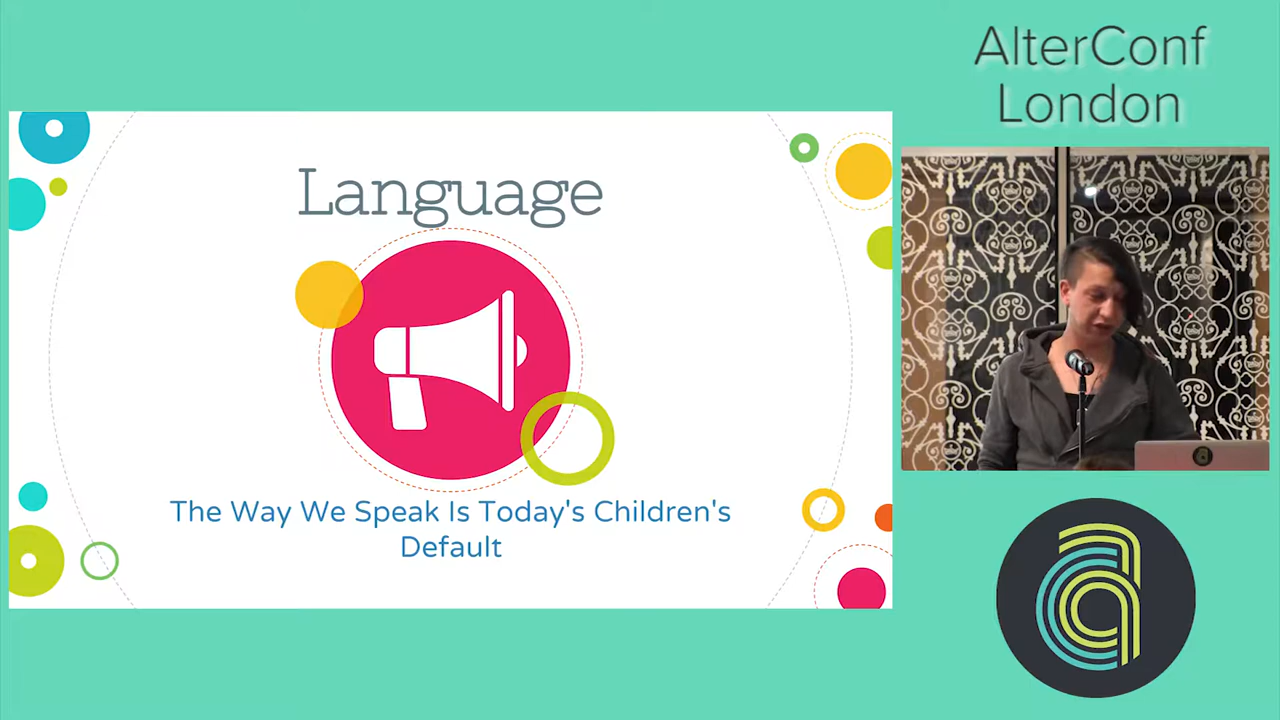 AlterConf
London
Language
The Way We Speak Is Today's Children's
Default